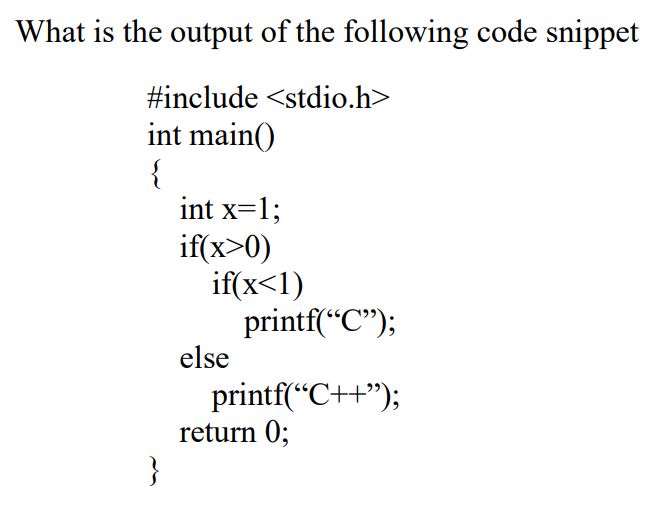 What is the output of the following code snippet
#include <stdio.h>
int main()
{
int x=1;
if(x>0)
if(x<1)
printf(“C”);
else
printf(“C++”);
return 0;
}